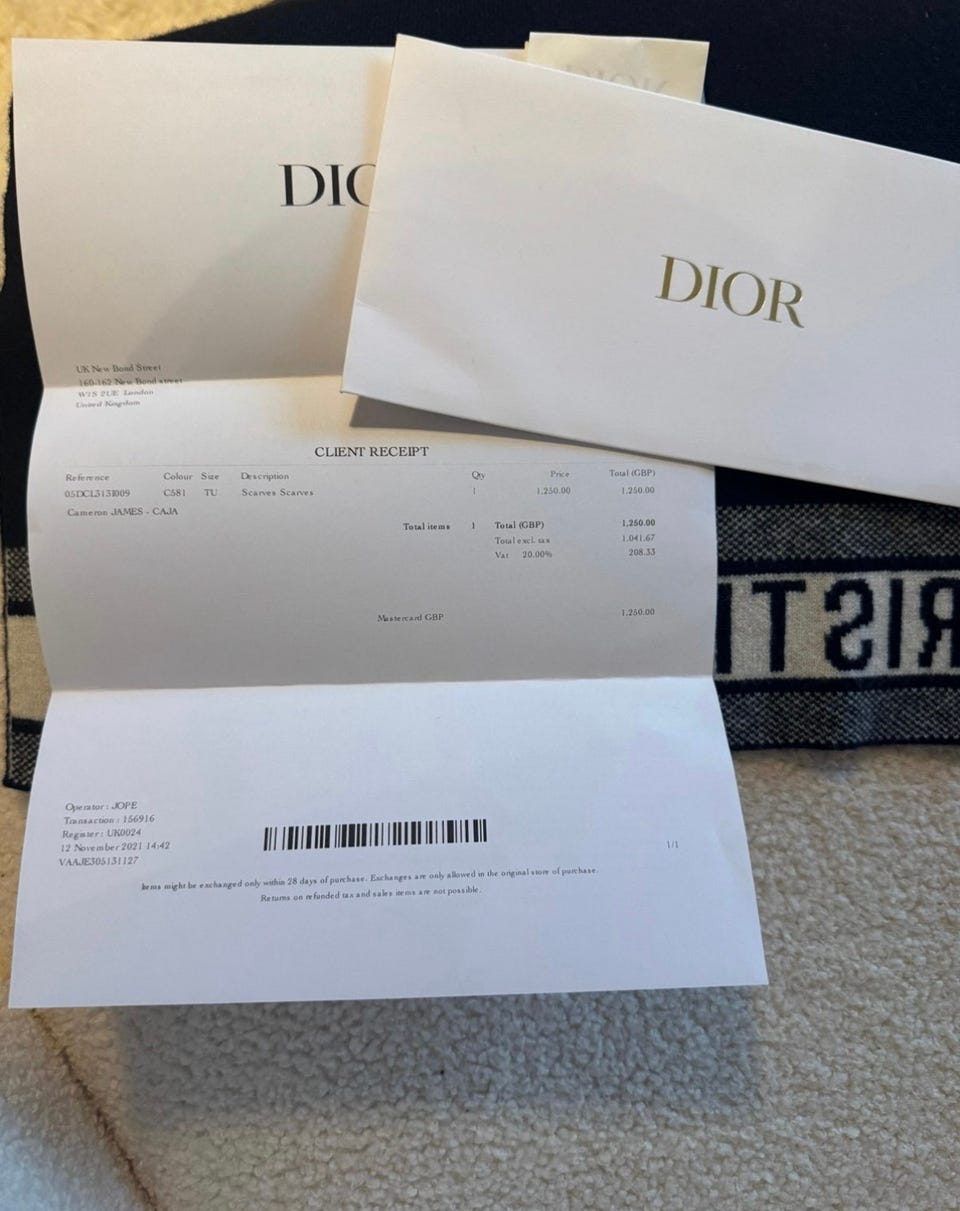 DIOR
DIO
DIOR
UK New Bond Street
160-162 New Bond street
W1S 2UE London
United Kingdom
CLIENT RECEIPT
Reference Colour Size Description Qty Price Total (GBP)
05DCL3131009 C581 TU Scarves Scarves 1 1,250.00 1,250.00
Cameron JAMES - CAJA
Total items 1 Total (GBP) 1,250.00
Total excl. tax 1,041.67
Vat 20.00% 208.33
Mastercard GBP 1,250.00
RISTI
Operator : JOPE
Transaction : 156916
Register : UK0024
12 November 2021 14:42
VAAJE305131127
1/1
Items might be exchanged only within 28 days of purchase. Exchanges are only allowed in the original store of purchase.
Returns on refunded tax and sales items are not possible.